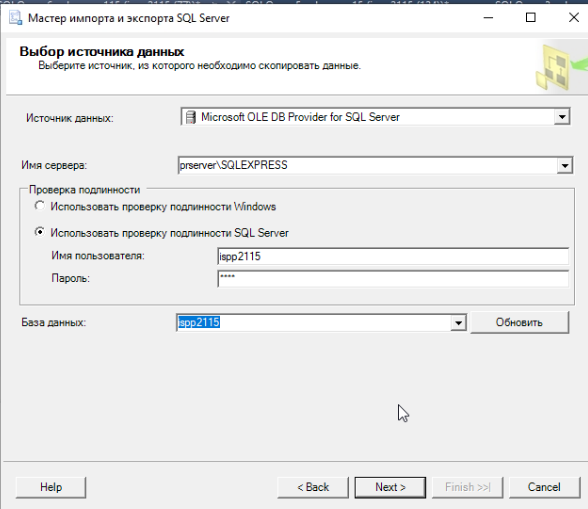 Мастер импорта и экспорта SQL Server
Выбор источника данных
Выберите источник, из которого необходимо скопировать данные.
Источник данных:
Microsoft OLE DB Provider for SQL Server
Имя сервера:
prserver\SQLEXPRESS
Проверка подлинности
Использовать проверку подлинности Windows
Использовать проверку подлинности SQL Server
Имя пользователя:
ispp2115
Пароль:
****
База данных:
ispp2115
Обновить
Help
< Back
Next >
Finish >>|
Cancel